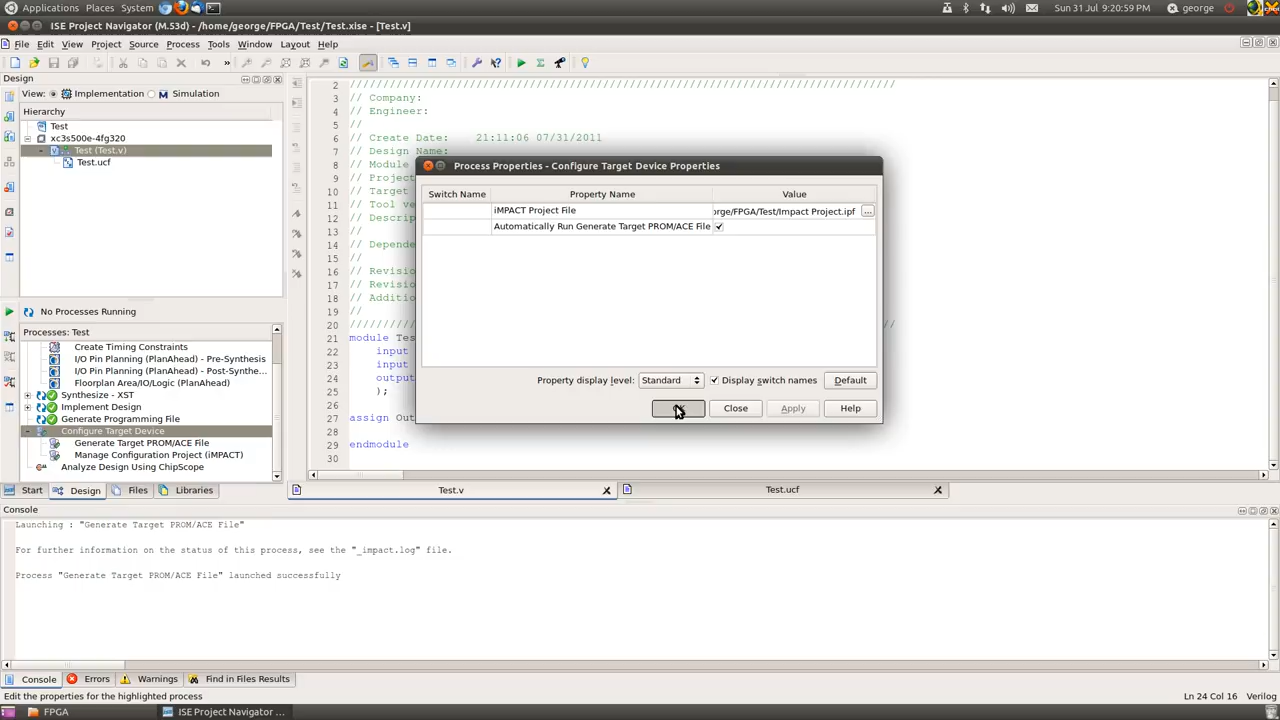 Applications Places System
Sun 31 Jul 9:20:59 PM george
ISE Project Navigator (M.53d) - /home/george/FPGA/Test/Test.xise - [Test.v]
File Edit View Project Source Process Tools Window Layout Help
Design
View: Implementation Simulation
Hierarchy
Test
xc3s500e-4fg320
Test (Test.v)
Test.ucf
No Processes Running
Processes: Test
Create Timing Constraints
I/O Pin Planning (PlanAhead) - Pre-Synthesis
I/O Pin Planning (PlanAhead) - Post-Synthe...
Floorplan Area/IO/Logic (PlanAhead)
Synthesize - XST
Implement Design
Generate Programming File
Configure Target Device
Generate Target PROM/ACE File
Manage Configuration Project (iMPACT)
Analyze Design Using ChipScope
Start Design Files Libraries
2 ////////////////////////////////////////////////////////////////////////////////
3 // Company:
4 // Engineer:
5 //
6 // Create Date: 21:11:06 07/31/2011
7 // Design Name:
8 // Module
9 // Project
10 // Target
11 // Tool ve
12 // Descrip
13 //
14 // Depende
15 //
16 // Revisio
17 // Revisio
18 // Additio
19 //
20 //////////
21 module Tes
22 input
23 input
24 output
25 );
26
27 assign Out
28
29 endmodule
30
Process Properties - Configure Target Device Properties
Switch Name Property Name Value
iMPACT Project File orge/FPGA/Test/Impact Project.ipf ...
Automatically Run Generate Target PROM/ACE File
Property display level: Standard Display switch names Default
Close Apply Help
Test.v Test.ucf
Console
Launching : "Generate Target PROM/ACE File"
For further information on the status of this process, see the "_impact.log" file.
Process "Generate Target PROM/ACE File" launched successfully
Console Errors Warnings Find in Files Results
Edit the properties for the highlighted process
Ln 24 Col 16 Verilog
FPGA ISE Project Navigator ...